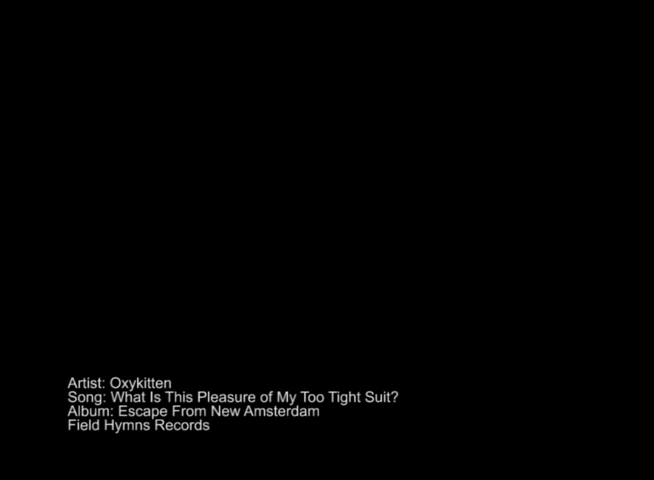 Artist: Oxykitten
Song: What Is This Pleasure of My Too Tight Suit?
Album: Escape From New Amsterdam
Field Hymns Records